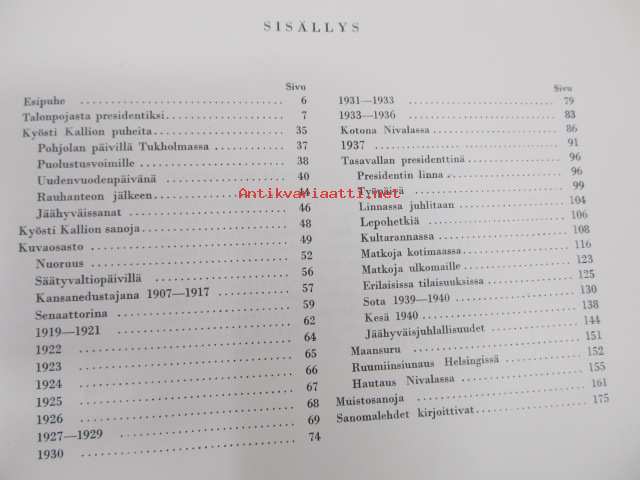 SISÄLLYS
Sivu
Esipuhe 6
Talonpojasta presidentiksi 7
Kyösti Kallion puheita 35
Pohjolan päivillä Tukholmassa 37
Puolustusvoimille 38
Uudenvuodenpäivänä 40
Rauhanteon jälkeen 44
Jäähyväissanat 46
Kyösti Kallion sanoja 48
Kuvaosasto 49
Nuoruus 52
Säätyvaltiopäivillä 56
Kansanedustajana 1907—1917 57
Senaattorina 59
1919—1921 62
1922 64
1923 65
1924 66
1925 67
1926 68
1927—1929 69
1930 74
Sivu
1931—1933 79
1933—1936 83
Kotona Nivalassa 86
1937 91
Tasavallan presidenttinä 96
Presidentin linna 96
Työpäivä 99
Linnassa juhlitaan 104
Lepohetkiä 106
Kultarannassa 108
Matkoja kotimaassa 116
Matkoja ulkomaille 123
Erilaisissa tilaisuuksissa 125
Sota 1939—1940 130
Kesä 1940 138
Jäähyväisjuhlallisuudet 144
Maansuru 151
Ruumiinsiunaus Helsingissä 152
Hautaus Nivalassa 155
Muistosanoja 161
Sanomalehdet kirjoittivat 175
Antikvariaatti.net